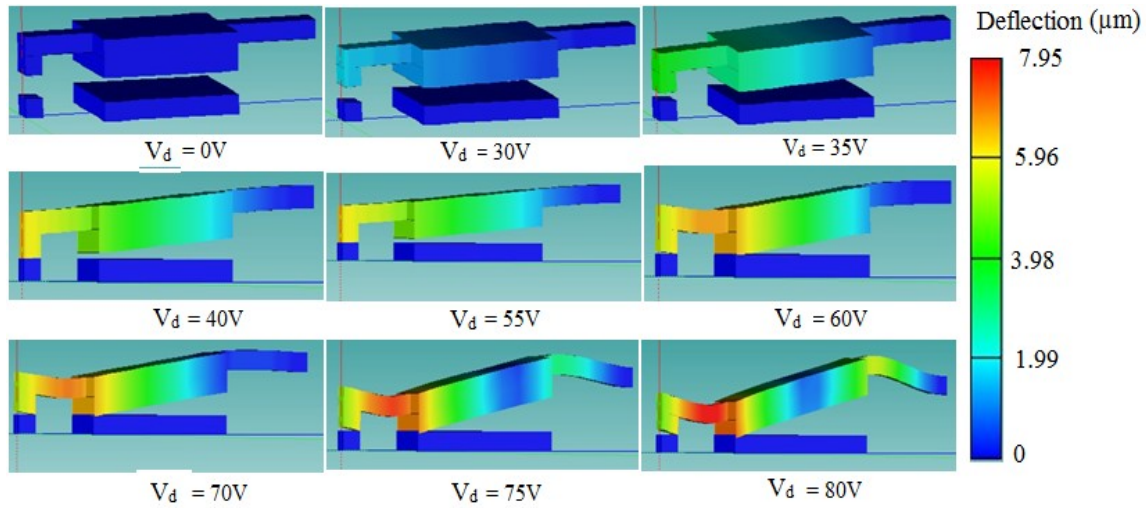 Deflection (µm)
7.95
5.96
3.98
1.99
0
Vd = 0V
Vd = 30V
Vd = 35V
Vd = 40V
Vd = 55V
Vd = 60V
Vd = 70V
Vd = 75V
Vd = 80V